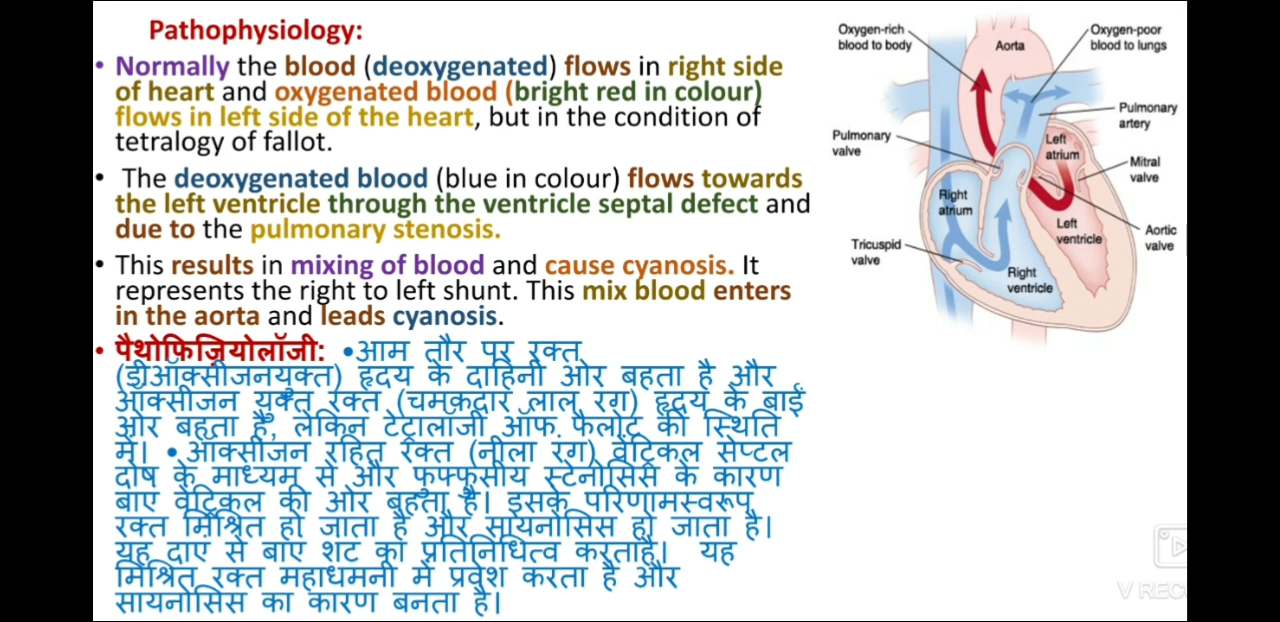 Pathophysiology:
• Normally the blood (deoxygenated) flows in right side
of heart and oxygenated blood (bright red in colour)
flows in left side of the heart, but in the condition of
tetralogy of fallot.
• The deoxygenated blood (blue in colour) flows towards
the left ventricle through the ventricle septal defect and
due to the pulmonary stenosis.
• This results in mixing of blood and cause cyanosis. It
represents the right to left shunt. This mix blood enters
in the aorta and leads cyanosis.
• पैथोफिज़ियोलॉजी: •आम तौर पर रक्त
(डीऑक्सीजनयुक्त) हृदय के दाहिनी ओर बहता है और
ऑक्सीजन युक्त रक्त (चमकदार लाल रंग) हृदय के बाईं
ओर बहता है, लेकिन टेट्रालॉजी ऑफ. फैलोट की स्थिति
में। •ऑक्सीजन रहित रक्त (नीला रंग) वेंट्रिकल सेप्टल
दोष के माध्यम से और फुफ्फुसीय स्टेनोसिस के कारण
बाएं वेंट्रिकल की ओर बहता है। इसके परिणामस्वरूप
रक्त मिश्रित हो जाता है और सायनोसिस हो जाता है।
यह दाएं से बाएं शंट का प्रतिनिधित्व करताहै। यह
मिश्रित रक्त महाधमनी में प्रवेश करता है और
सायनोसिस का कारण बनता है।
Oxygen-rich
blood to body
Aorta
Oxygen-poor
blood to lungs
Pulmonary
artery
Pulmonary
valve
Left
atrium
Mitral
valve
Right
atrium
Left
ventricle
Aortic
valve
Tricuspid
valve
Right
ventricle